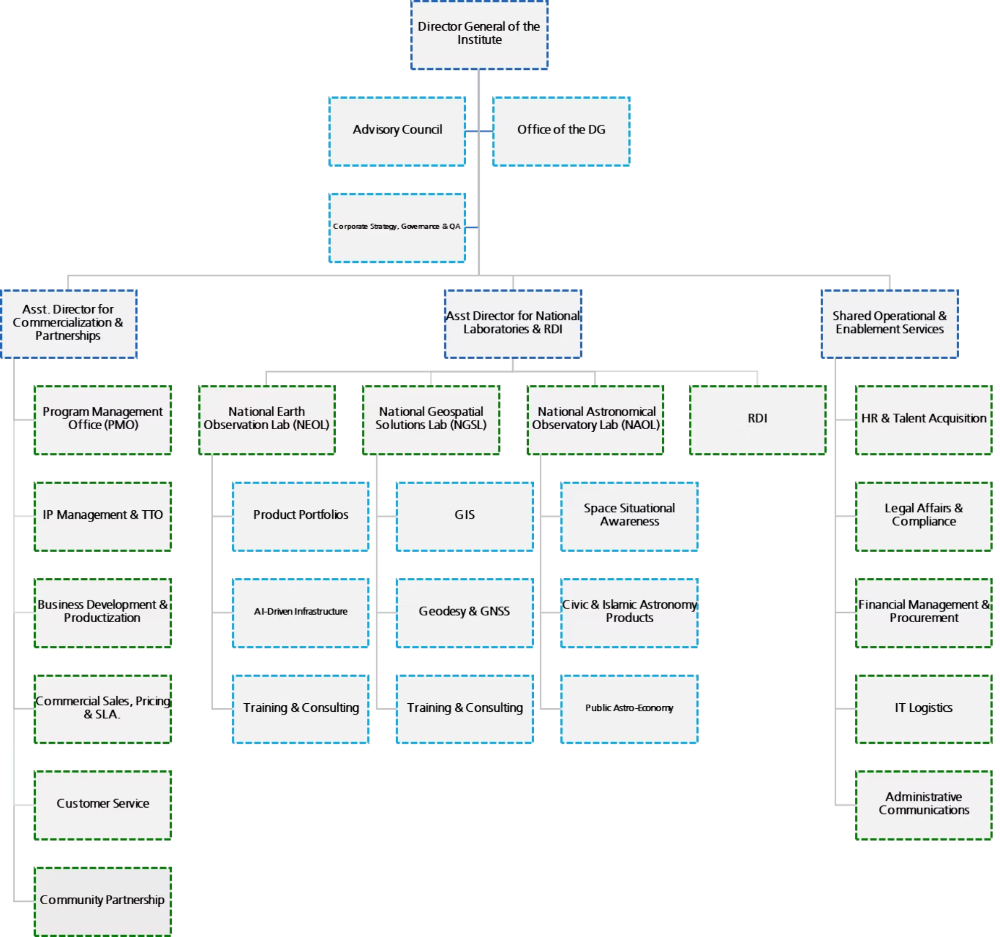 Director General of the
Institute
Advisory Council
Office of the DG
Corporate Strategy, Governance & QA
Asst. Director for
Commercialization &
Partnerships
Asst Director for National
Laboratories & RDI
Shared Operational &
Enablement Services
Program Management
Office (PMO)
National Earth
Observation Lab (NEOL)
National Geospatial
Solutions Lab (NGSL)
National Astronomical
Observatory Lab (NAOL)
RDI
HR & Talent Acquisition
IP Management & TTO
Product Portfolios
GIS
Space Situational
Awareness
Legal Affairs &
Compliance
Business Development &
Productization
AI-Driven Infrastructure
Geodesy & GNSS
Civic & Islamic Astronomy
Products
Financial Management &
Procurement
Commercial Sales, Pricing
& SLA.
Training & Consulting
Training & Consulting
Public Astro-Economy
IT Logistics
Customer Service
Administrative
Communications
Community Partnership